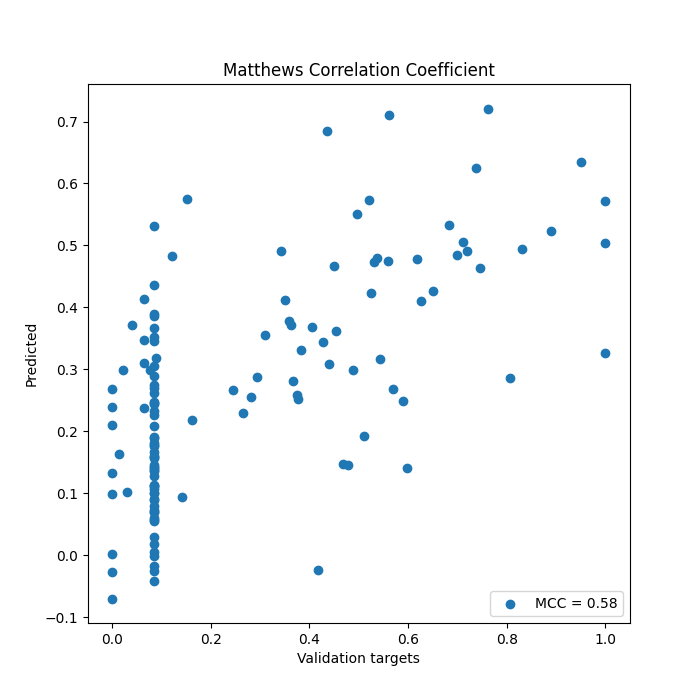 Matthews Correlation Coefficient
0.7
0.6
0.5
0.4
0.3
0.2
0.1
0.0
−0.1
Predicted
MCC = 0.58
0.0 0.2 0.4 0.6 0.8 1.0
Validation targets